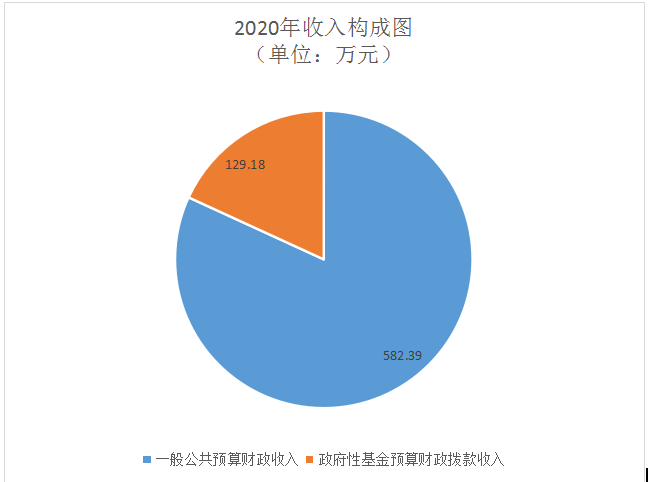 2020年收入构成图
（单位：万元）
129.18
582.39
一般公共预算财政收入 政府性基金预算财政拨款收入